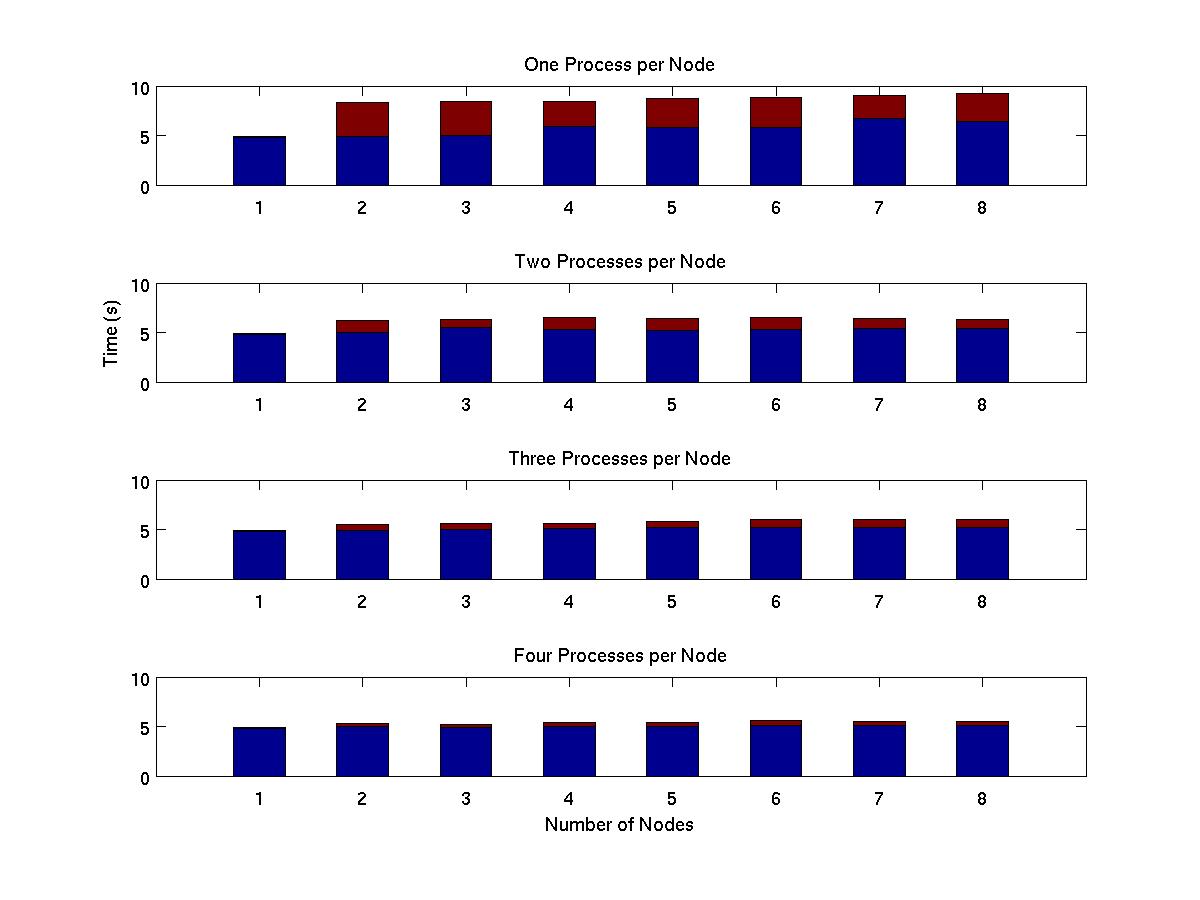 One Process per Node
10
5
0
1 2 3 4 5 6 7 8
Two Processes per Node
10
5
0
1 2 3 4 5 6 7 8
Time (s)
Three Processes per Node
10
5
0
1 2 3 4 5 6 7 8
Four Processes per Node
10
5
0
1 2 3 4 5 6 7 8
Number of Nodes